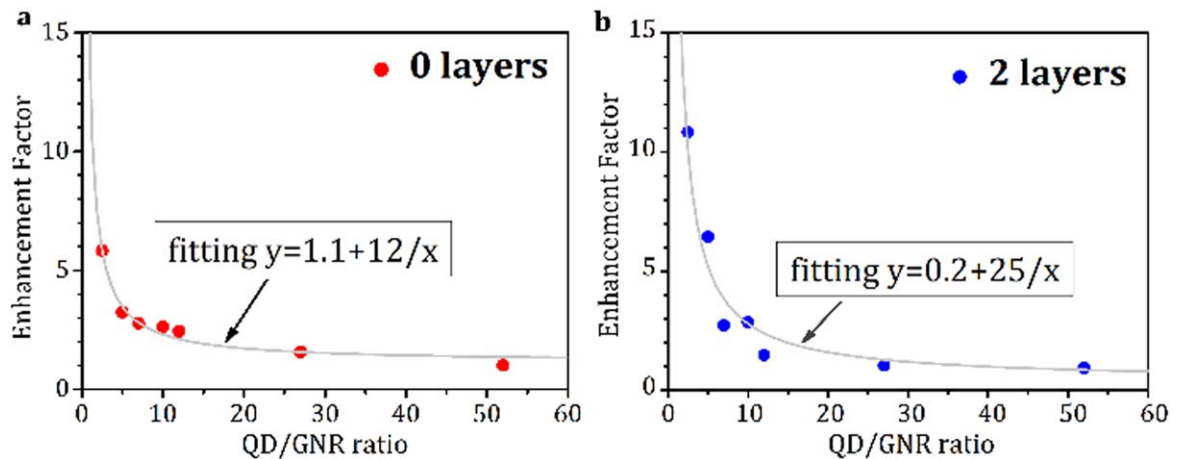 a
15
10
5
0
Enhancement Factor
0 layers
fitting y=1.1+12/x
0 10 20 30 40 50 60
QD/GNR ratio
b
15
10
5
0
Enhancement Factor
2 layers
fitting y=0.2+25/x
0 10 20 30 40 50 60
QD/GNR ratio